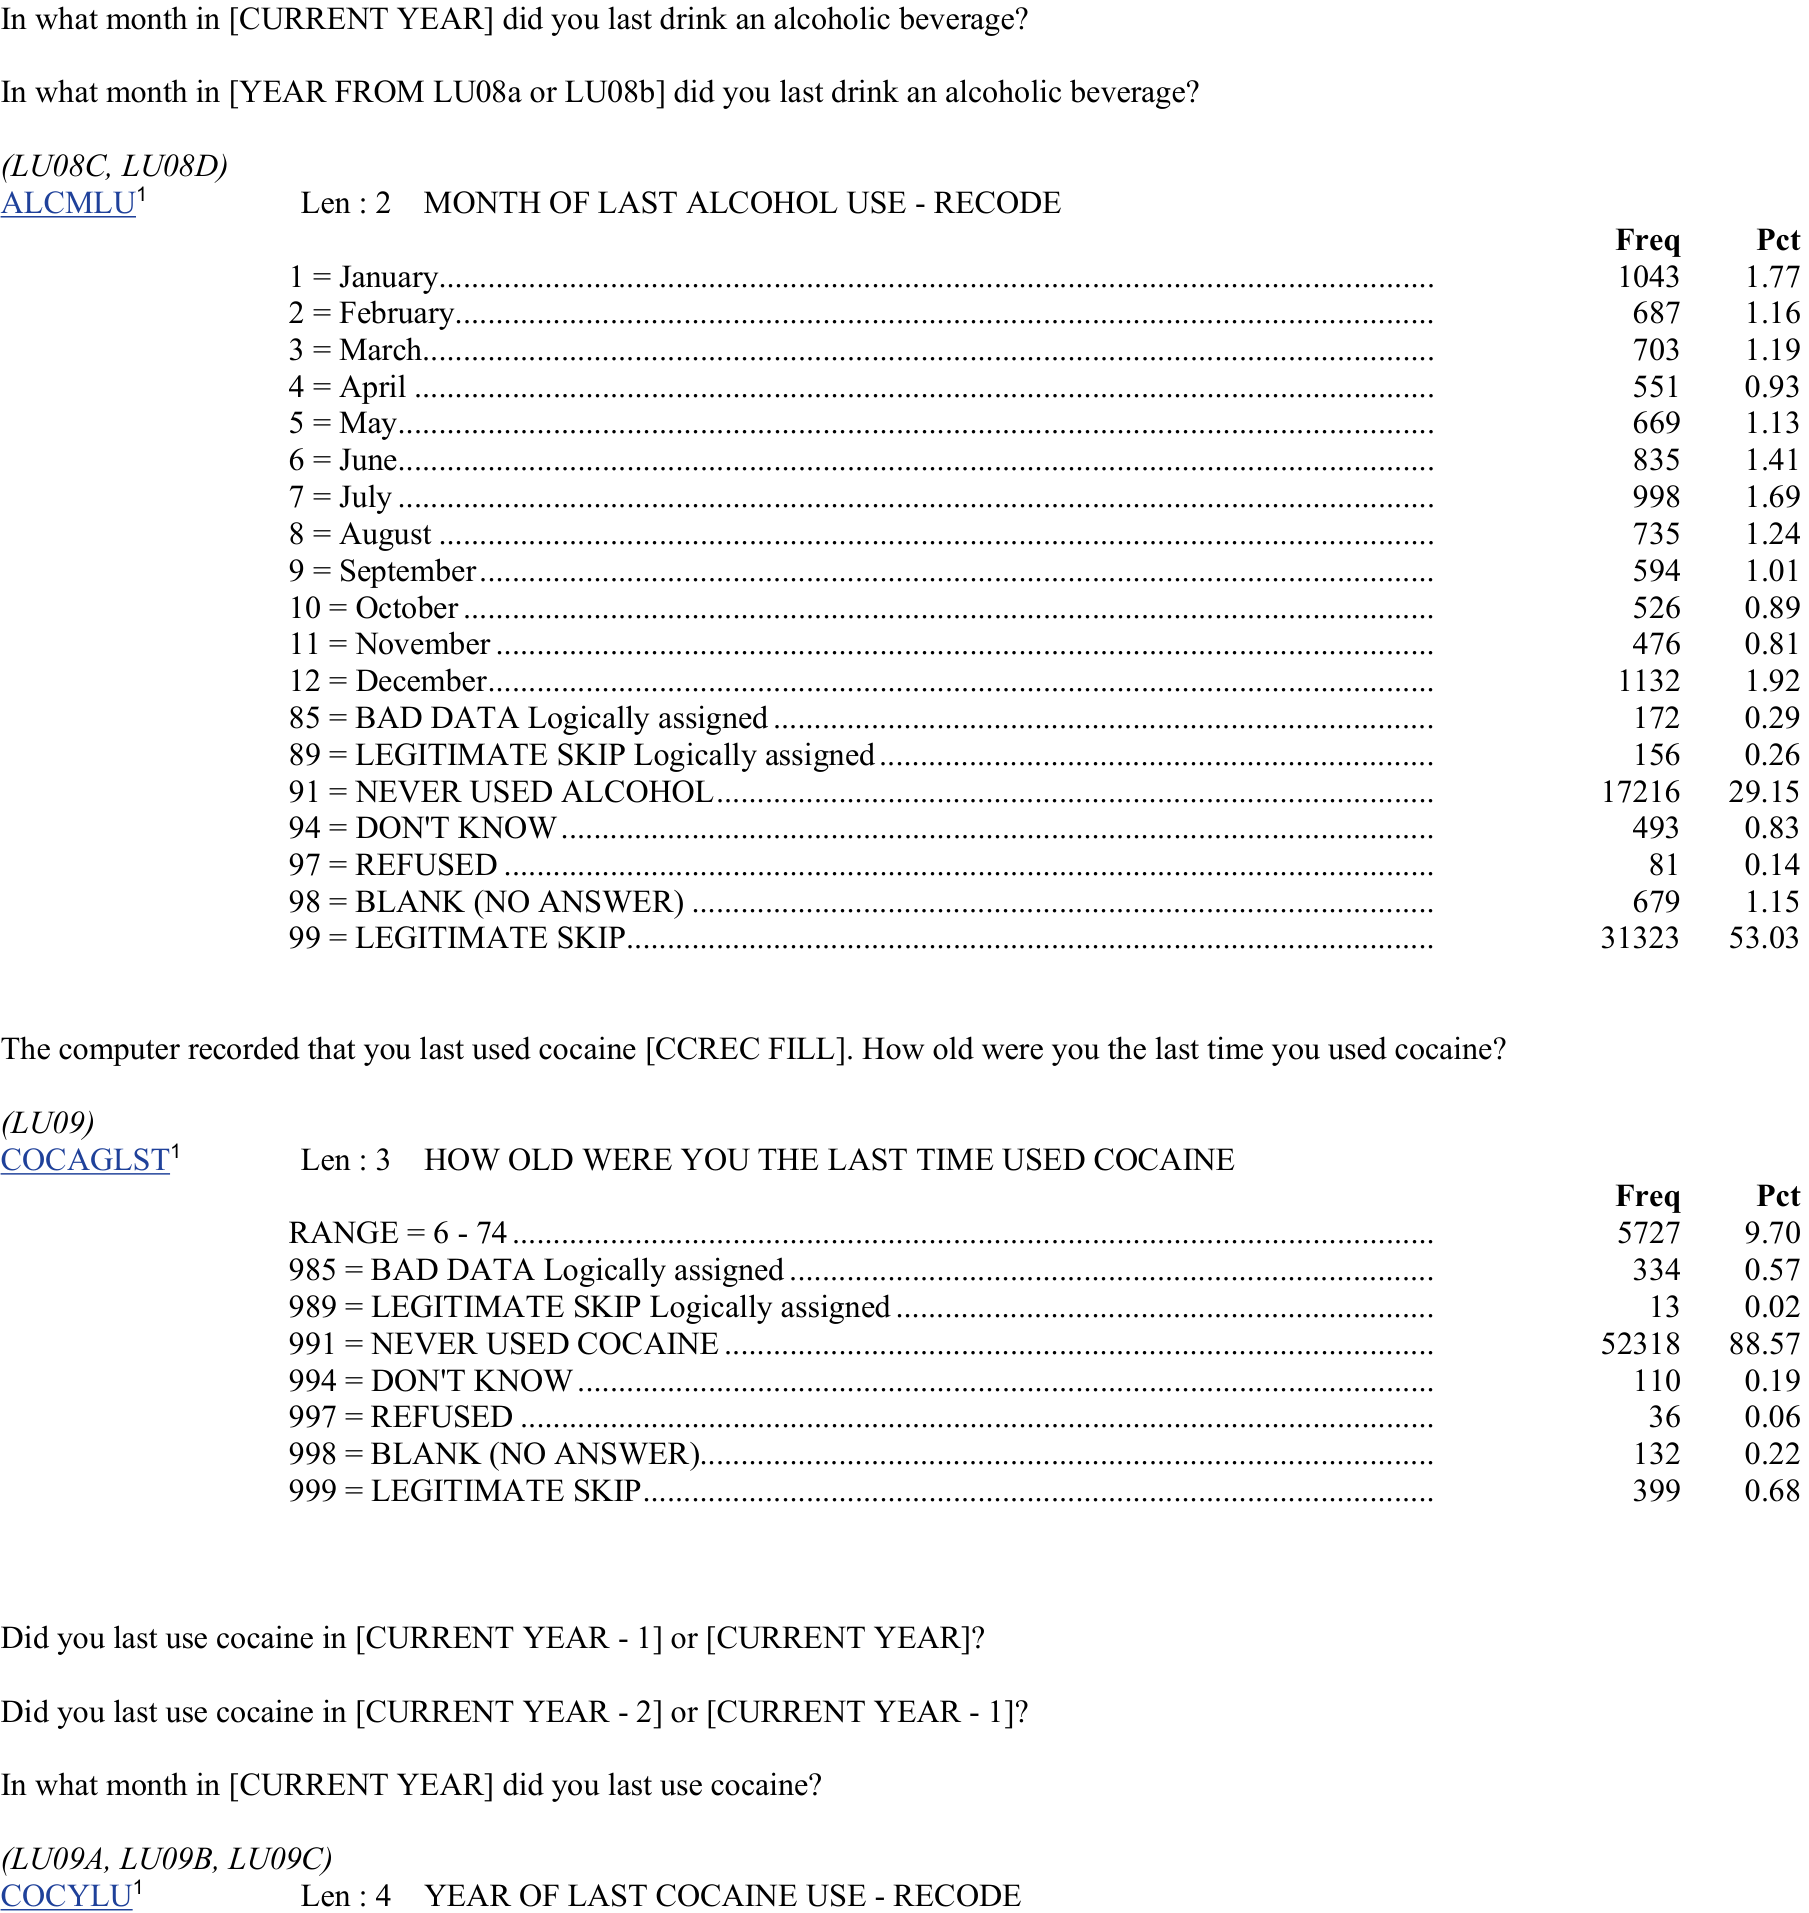 In what month in [CURRENT YEAR] did you last drink an alcoholic beverage?
In what month in [YEAR FROM LU08a or LU08b] did you last drink an alcoholic beverage?
(LU08C, LU08D)
ALCMLU1 Len : 2 MONTH OF LAST ALCOHOL USE - RECODE
Freq Pct
1 = January 1043 1.77
2 = February 687 1.16
3 = March 703 1.19
4 = April 551 0.93
5 = May 669 1.13
6 = June 835 1.41
7 = July 998 1.69
8 = August 735 1.24
9 = September 594 1.01
10 = October 526 0.89
11 = November 476 0.81
12 = December 1132 1.92
85 = BAD DATA Logically assigned 172 0.29
89 = LEGITIMATE SKIP Logically assigned 156 0.26
91 = NEVER USED ALCOHOL 17216 29.15
94 = DON'T KNOW 493 0.83
97 = REFUSED 81 0.14
98 = BLANK (NO ANSWER) 679 1.15
99 = LEGITIMATE SKIP 31323 53.03
The computer recorded that you last used cocaine [CCREC FILL]. How old were you the last time you used cocaine?
(LU09)
COCAGLST1 Len : 3 HOW OLD WERE YOU THE LAST TIME USED COCAINE
Freq Pct
RANGE = 6 - 74 5727 9.70
985 = BAD DATA Logically assigned 334 0.57
989 = LEGITIMATE SKIP Logically assigned 13 0.02
991 = NEVER USED COCAINE 52318 88.57
994 = DON'T KNOW 110 0.19
997 = REFUSED 36 0.06
998 = BLANK (NO ANSWER) 132 0.22
999 = LEGITIMATE SKIP 399 0.68
Did you last use cocaine in [CURRENT YEAR - 1] or [CURRENT YEAR]?
Did you last use cocaine in [CURRENT YEAR - 2] or [CURRENT YEAR - 1]?
In what month in [CURRENT YEAR] did you last use cocaine?
(LU09A, LU09B, LU09C)
COCYLU1 Len : 4 YEAR OF LAST COCAINE USE - RECODE